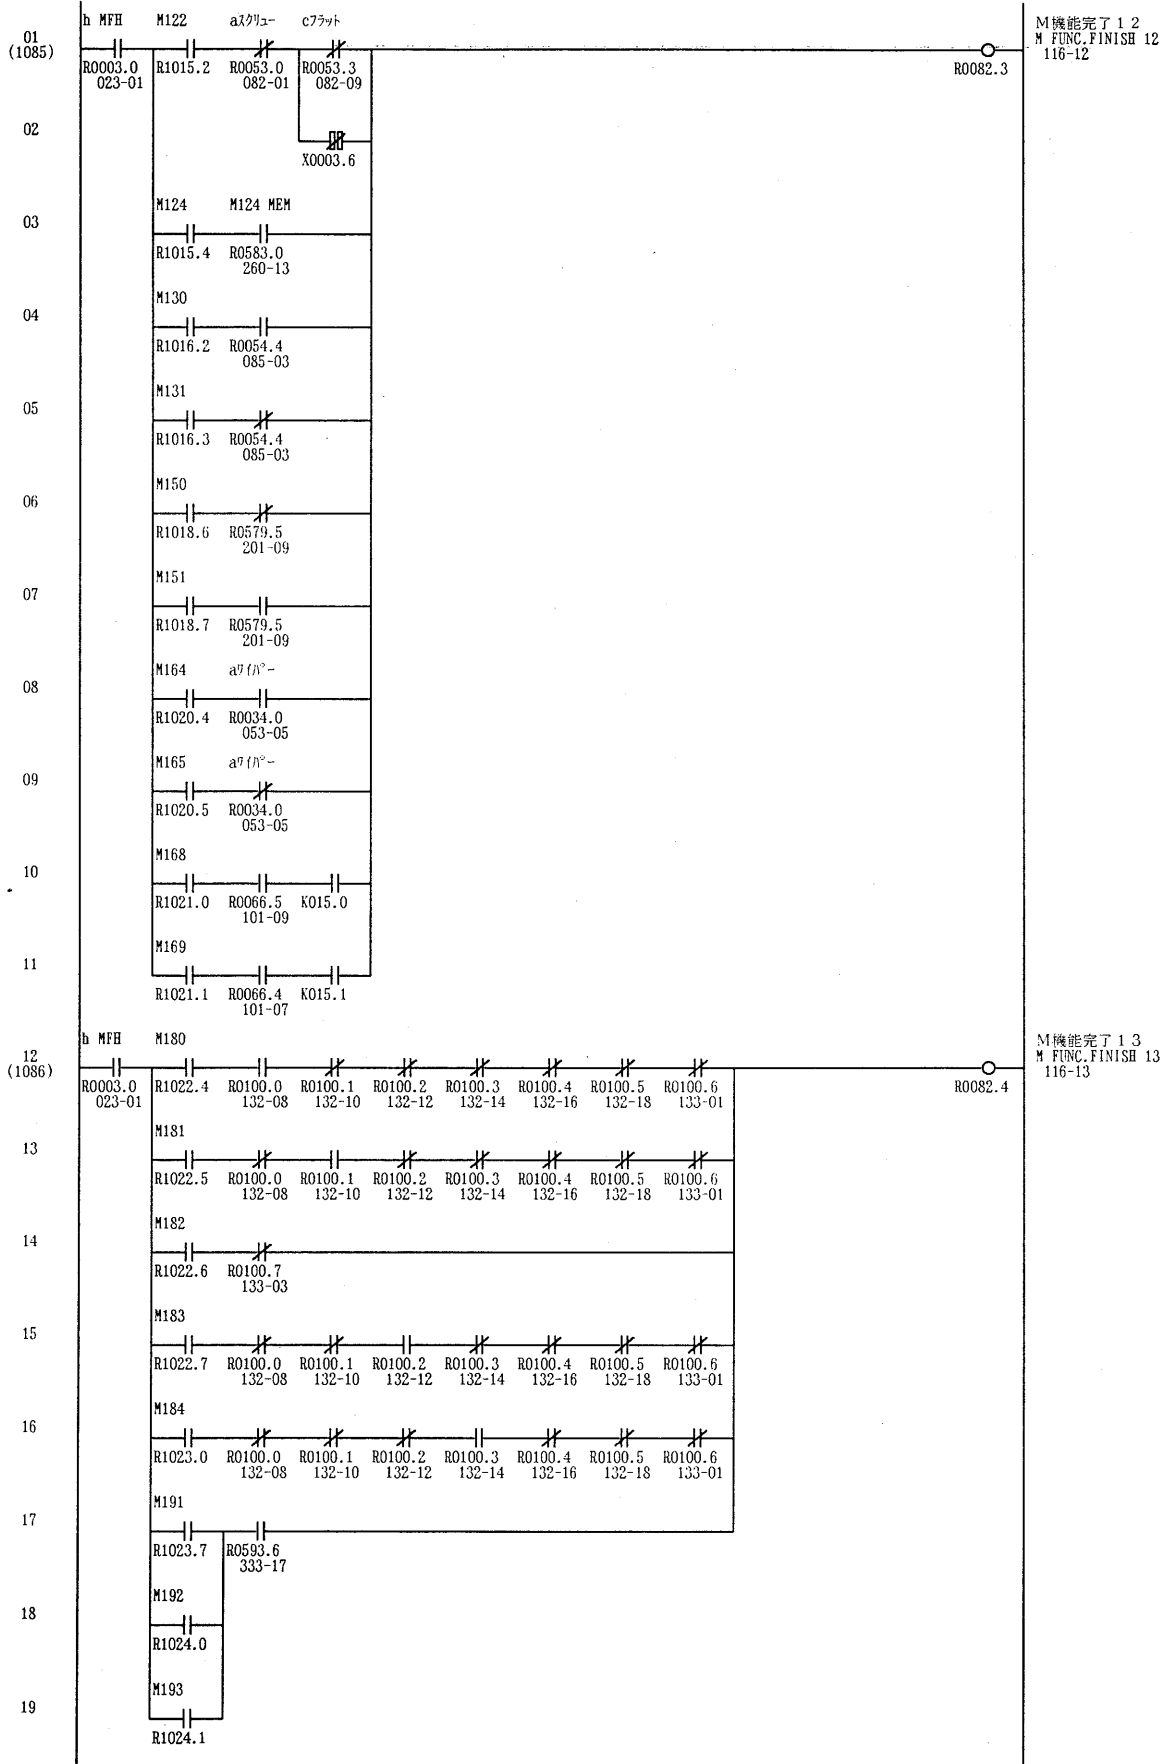 h MFH M122 aスクリュー cフラット M機能完了12
01 M FUNC.FINISH 12
(1085) 116-12
R0003.0 R1015.2 R0053.0 R0053.3 R0082.3
023-01 082-01 082-09
02
X0003.6
M124 M124 MEM
03
R1015.4 R0583.0
260-13
M130
04
R1016.2 R0054.4
085-03
M131
05
R1016.3 R0054.4
085-03
M150
06
R1018.6 R0579.5
201-09
M151
07
R1018.7 R0579.5
201-09
M164 aワイパー
08
R1020.4 R0034.0
053-05
M165 aワイパー
09
R1020.5 R0034.0
053-05
M168
10
R1021.0 R0066.5 K015.0
101-09
M169
11
R1021.1 R0066.4 K015.1
101-07
h MFH M180 M機能完了13
12 M FUNC.FINISH 13
(1086) 116-13
R0003.0 R1022.4 R0100.0 R0100.1 R0100.2 R0100.3 R0100.4 R0100.5 R0100.6 R0082.4
023-01 132-08 132-10 132-12 132-14 132-16 132-18 133-01
M181
13
R1022.5 R0100.0 R0100.1 R0100.2 R0100.3 R0100.4 R0100.5 R0100.6
132-08 132-10 132-12 132-14 132-16 132-18 133-01
M182
14
R1022.6 R0100.7
133-03
M183
15
R1022.7 R0100.0 R0100.1 R0100.2 R0100.3 R0100.4 R0100.5 R0100.6
132-08 132-10 132-12 132-14 132-16 132-18 133-01
M184
16
R1023.0 R0100.0 R0100.1 R0100.2 R0100.3 R0100.4 R0100.5 R0100.6
132-08 132-10 132-12 132-14 132-16 132-18 133-01
M191
17
R1023.7 R0593.6
333-17
M192
18
R1024.0
M193
19
R1024.1